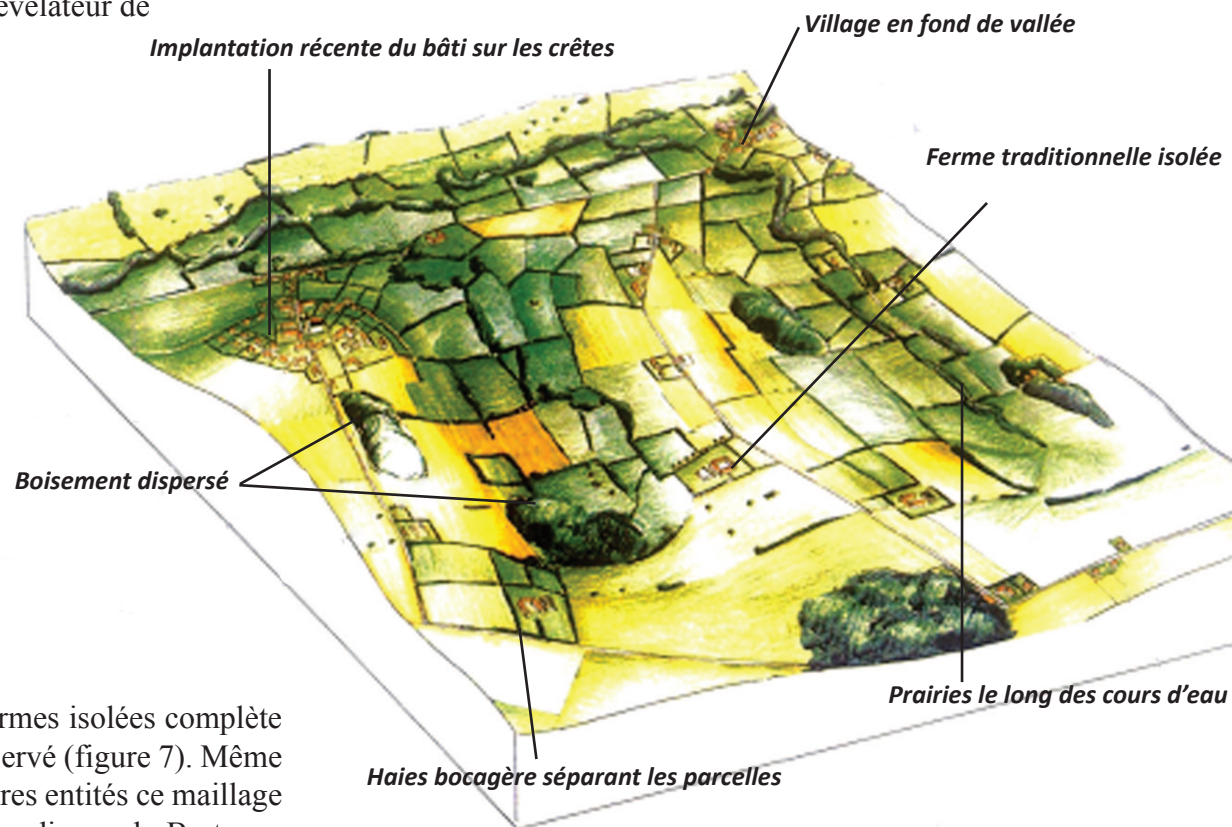 évélateur de
Village en fond de vallée
Implantation récente du bâti sur les crêtes
Ferme traditionnelle isolée
Boisement dispersé
Prairies le long des cours d'eau
ermes isolées complète
ervé (figure 7). Même
Haies bocagère séparant les parcelles
res entités ce maillage